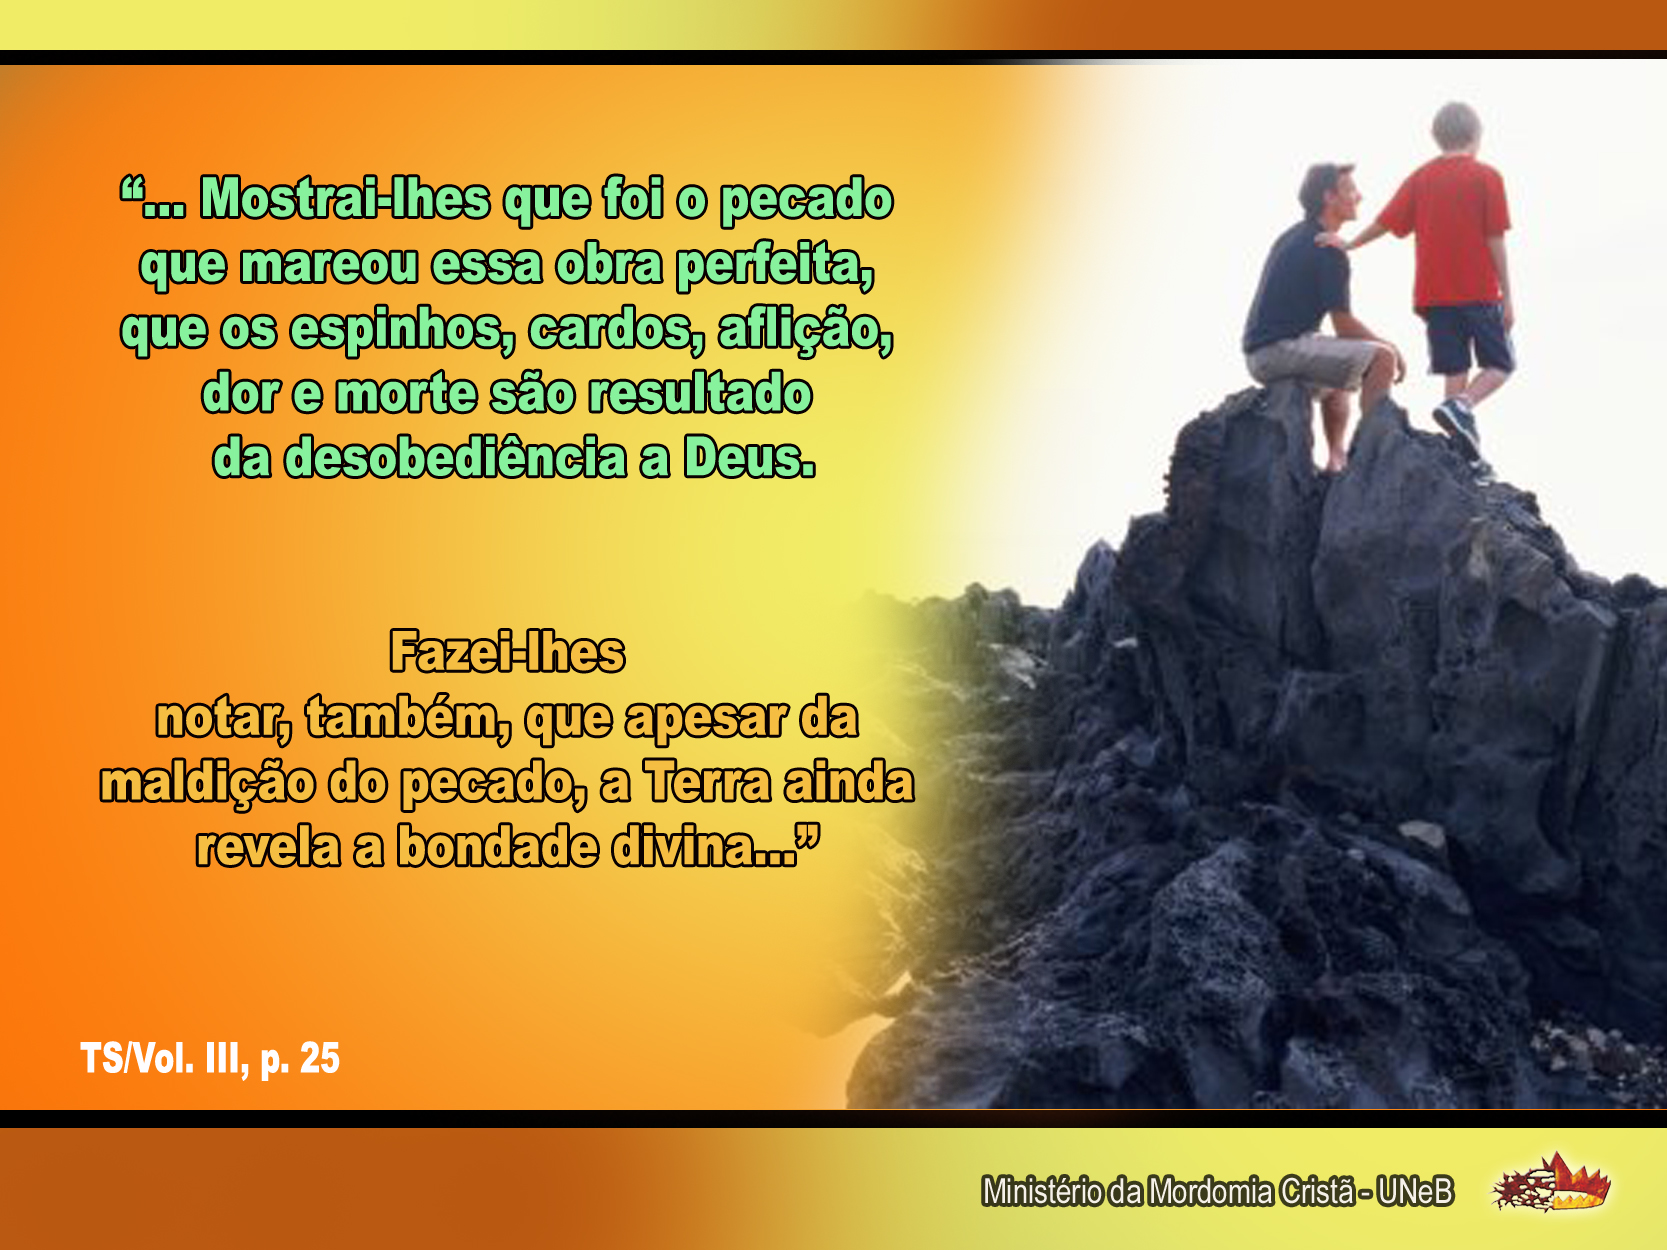 “... Mostrai-lhes que foi o pecado
que mareou essa obra perfeita,
que os espinhos, cardos, aflição,
dor e morte são resultado
da desobediência a Deus.
Fazei-lhes
notar, também, que apesar da
maldição do pecado, a Terra ainda
revela a bondade divina...”
TS/Vol. III, p. 25
Ministério da Mordomia Cristã - UNeB